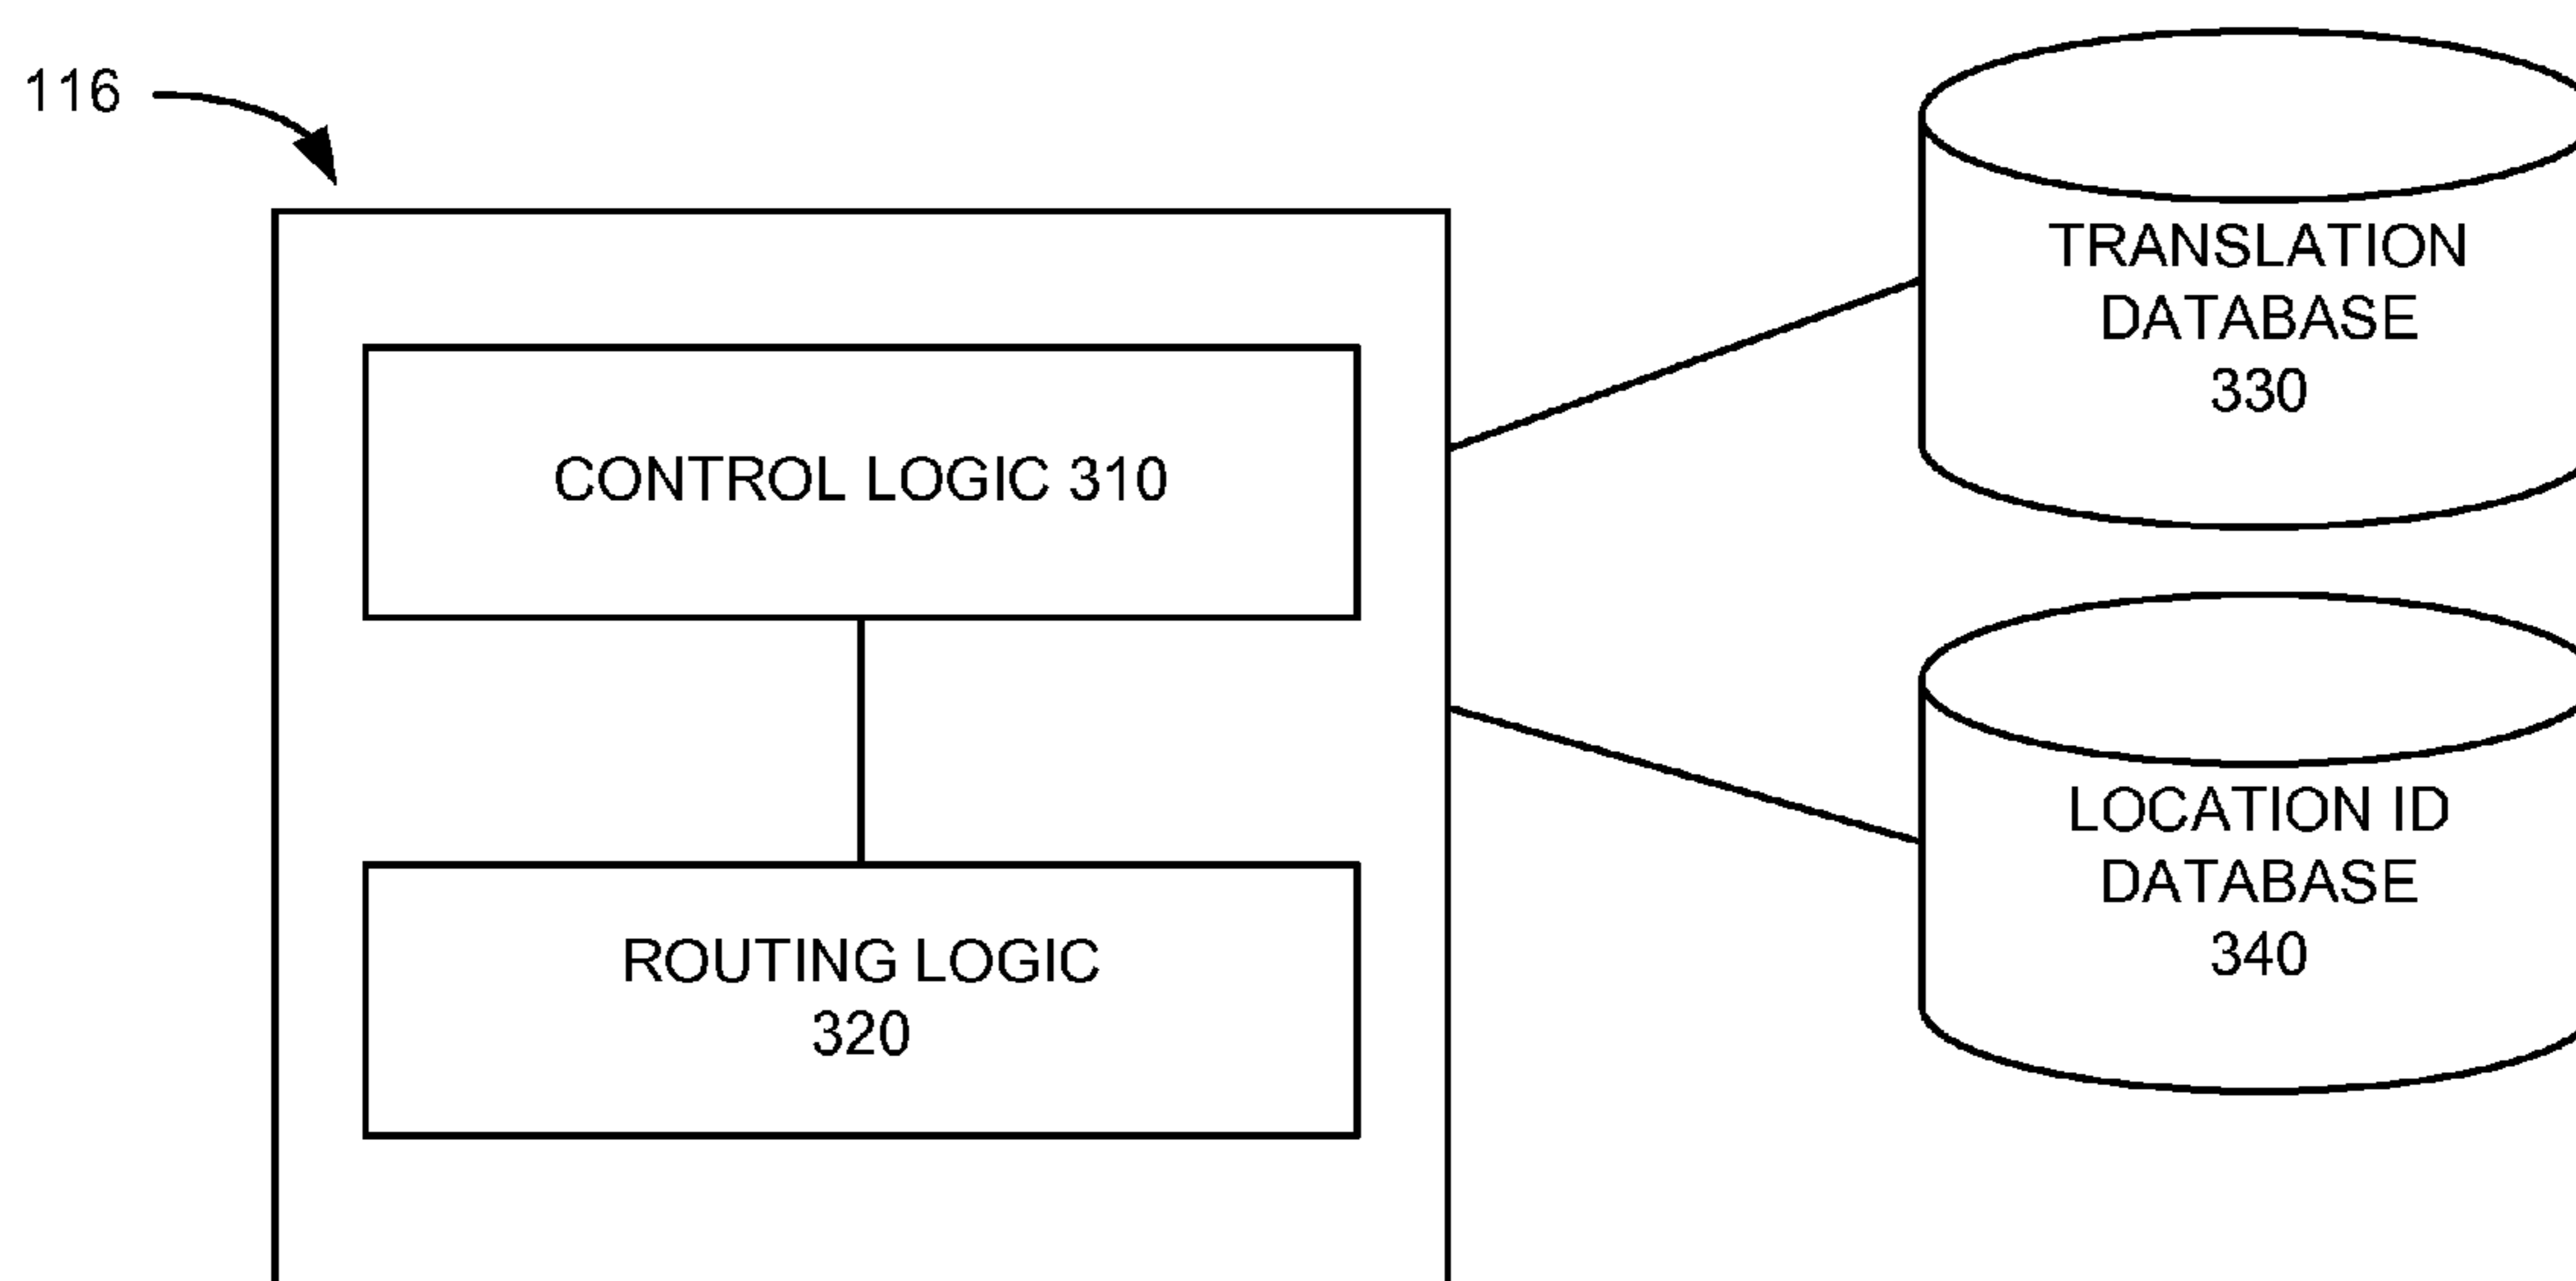 116
CONTROL LOGIC 310
ROUTING LOGIC
320
TRANSLATION
DATABASE
330
LOCATION ID
DATABASE
340